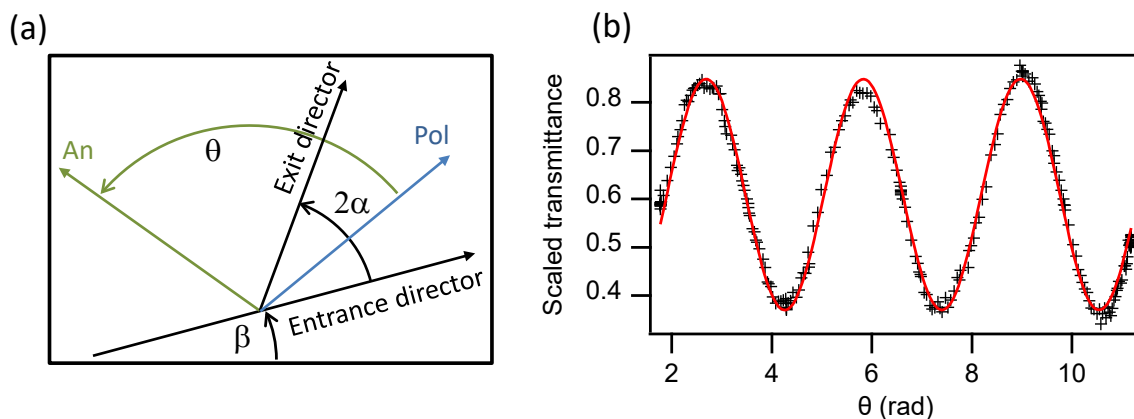 (a)
An
θ
Exit director
Pol
2α
Entrance director
β
(b)
Scaled transmittance
0.8
0.7
0.6
0.5
0.4
2 4 6 8 10
θ (rad)